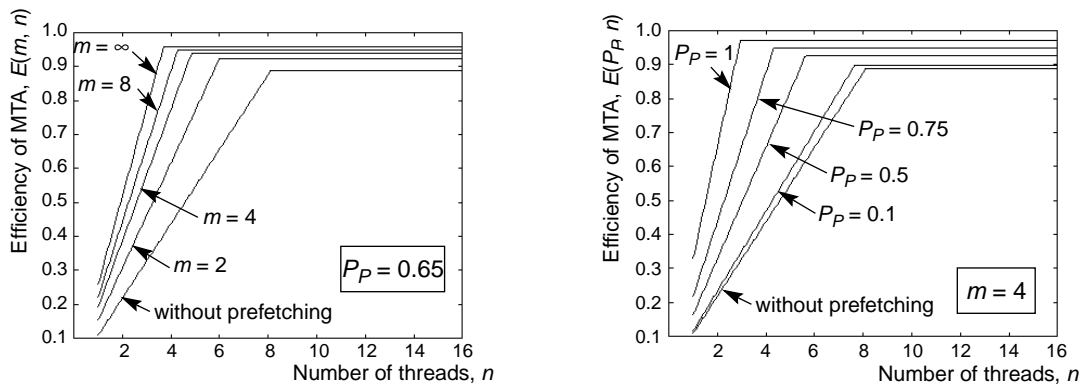 Efficiency of MTA, E(m, n)
1.0
0.9
0.8
0.7
0.6
0.5
0.4
0.3
0.2
0.1
m = ∞
m = 8
m = 4
m = 2
without prefetching
P_P = 0.65
2 4 6 8 10 12 14 16
Number of threads, n
Efficiency of MTA, E(P_P, n)
1.0
0.9
0.8
0.7
0.6
0.5
0.4
0.3
0.2
0.1
P_P = 1
P_P = 0.75
P_P = 0.5
P_P = 0.1
without prefetching
m = 4
2 4 6 8 10 12 14 16
Number of threads, n